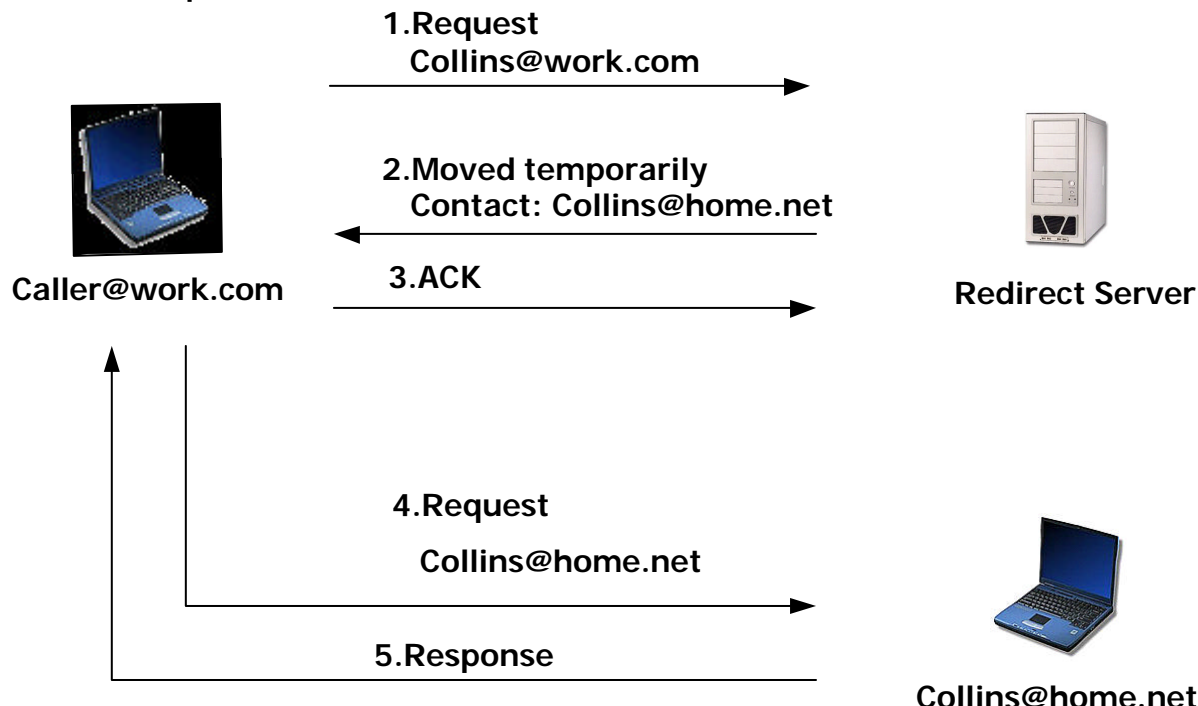 1.Request
Collins@work.com
2.Moved temporarily
Contact: Collins@home.net
Caller@work.com
3.ACK
Redirect Server
4.Request
Collins@home.net
5.Response
Collins@home.net